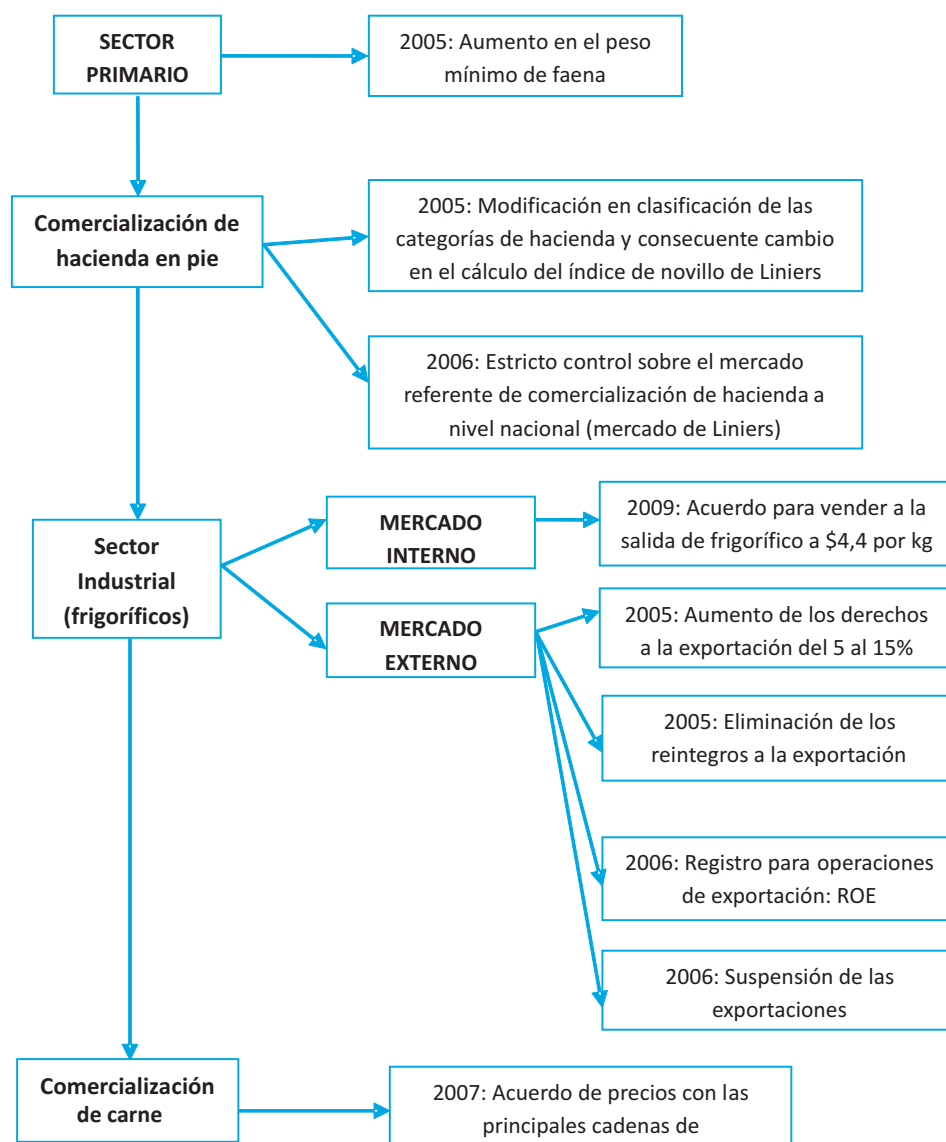 SECTOR
PRIMARIO
2005: Aumento en el peso
mínimo de faena
Comercialización de
hacienda en pie
2005: Modificación en clasificación de las
categorías de hacienda y consecuente cambio
en el cálculo del índice de novillo de Liniers
2006: Estricto control sobre el mercado
referente de comercialización de hacienda a
nivel nacional (mercado de Liniers)
Sector
Industrial
(frigoríficos)
MERCADO
INTERNO
2009: Acuerdo para vender a la
salida de frigorífico a $4,4 por kg
MERCADO
EXTERNO
2005: Aumento de los derechos
a la exportación del 5 al 15%
2005: Eliminación de los
reintegros a la exportación
2006: Registro para operaciones
de exportación: ROE
2006: Suspensión de las
exportaciones
Comercialización
de carne
2007: Acuerdo de precios con las
principales cadenas de